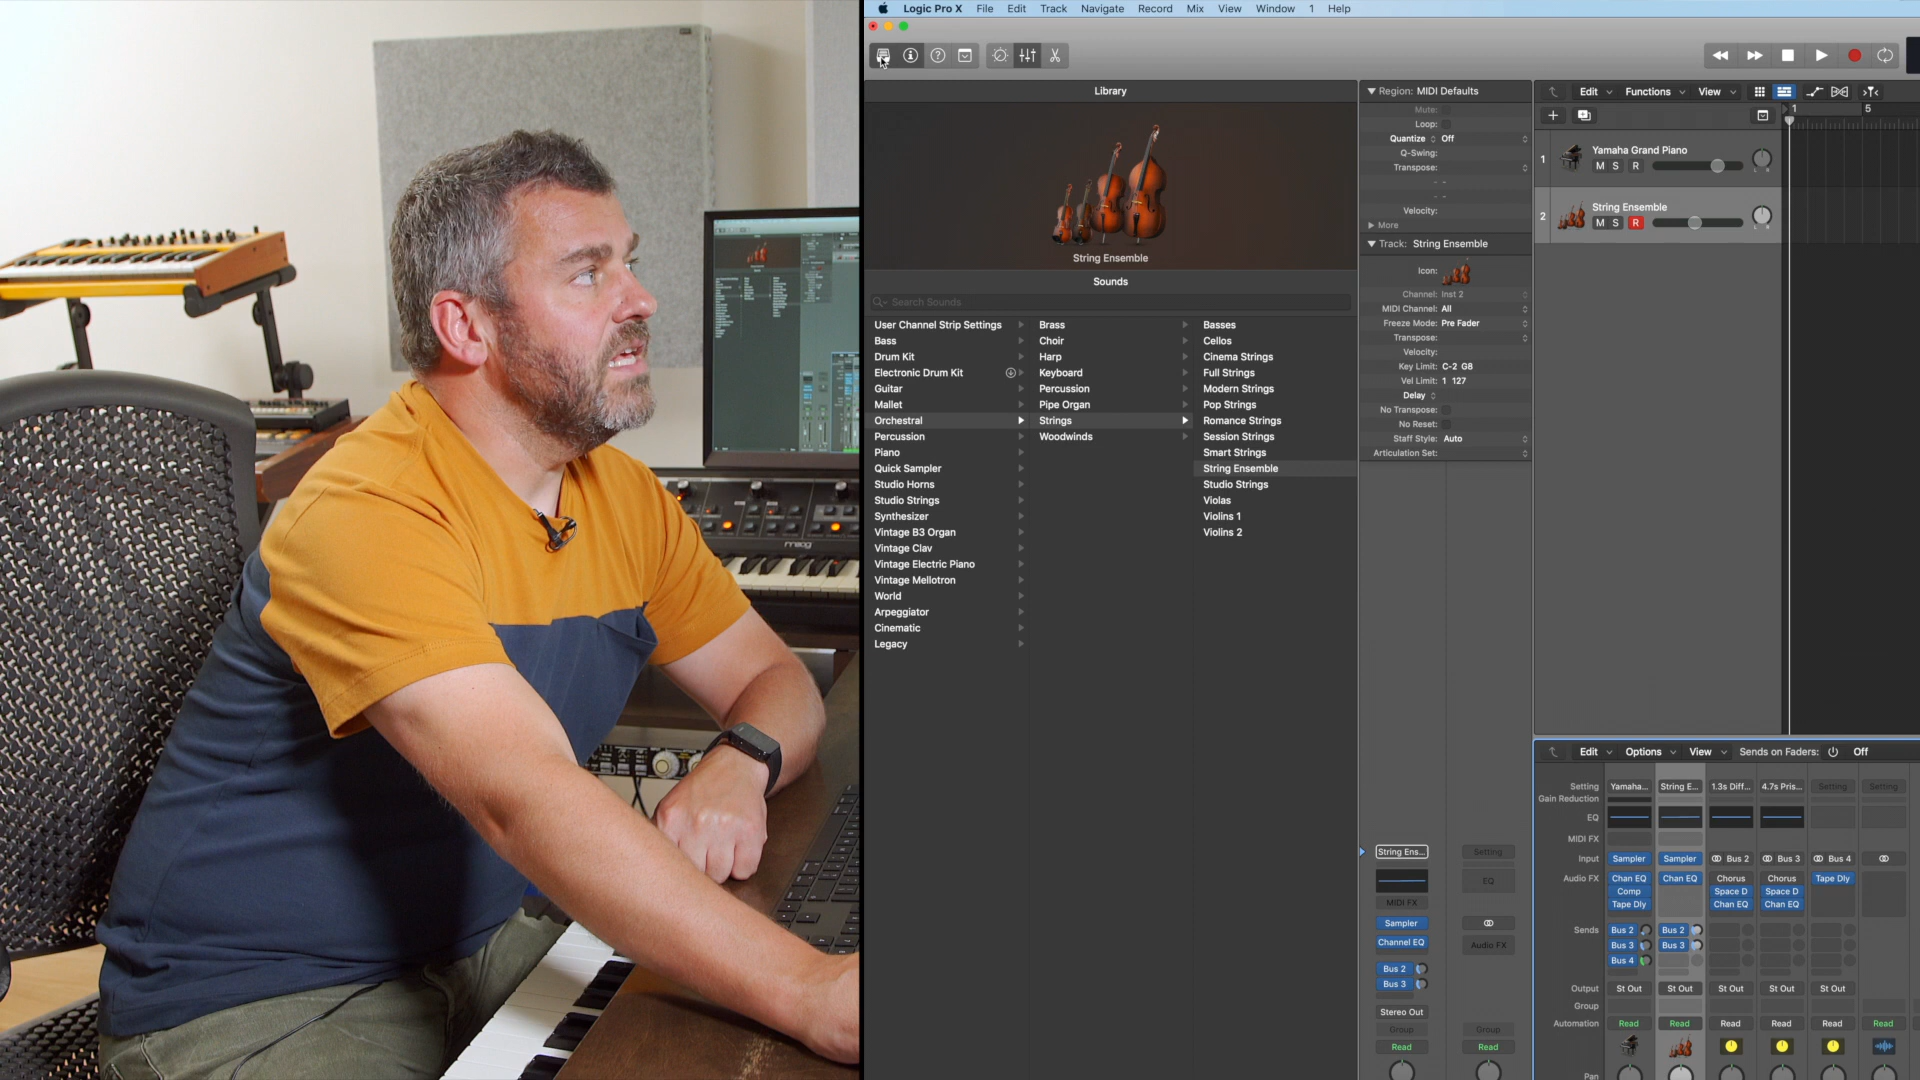 Logic Pro X File Edit Track Navigate Record Mix View Window 1 Help
Library
String Ensemble
Sounds
Search Sounds
User Channel Strip Settings
Bass
Drum Kit
Electronic Drum Kit
Guitar
Mallet
Orchestral
Percussion
Piano
Quick Sampler
Studio Horns
Studio Strings
Synthesizer
Vintage B3 Organ
Vintage Clav
Vintage Electric Piano
Vintage Mellotron
World
Arpeggiator
Cinematic
Legacy
Brass
Choir
Harp
Keyboard
Percussion
Pipe Organ
Strings
Woodwinds
Basses
Cellos
Cinema Strings
Full Strings
Modern Strings
Pop Strings
Romance Strings
Session Strings
Smart Strings
String Ensemble
Studio Strings
Violas
Violins 1
Violins 2
Region: MIDI Defaults
Mute:
Loop:
Quantize Off
Q-Swing:
Transpose:
Velocity:
More
Track: String Ensemble
Icon:
Channel: Inst 2
MIDI Channel: All
Freeze Mode: Pre Fader
Transpose:
Velocity:
Key Limit: C-2 G8
Vel Limit: 1 127
Delay
No Transpose:
No Reset:
Staff Style: Auto
Articulation Set:
String Ens... Setting
EQ
MIDI FX
Sampler
Channel EQ Audio FX
Bus 2
Bus 3
Stereo Out
Group Group
Read Read
Edit Functions View
1 5
1 Yamaha Grand Piano
M S R
L R
2 String Ensemble
M S R
L R
Edit Options View Sends on Faders: Off
Setting Yamaha... String E... 1.3s Diff... 4.7s Pris... Setting Setting
Gain Reduction
EQ
MIDI FX
Input Sampler Sampler Bus 2 Bus 3 Bus 4
Audio FX Chan EQ Chan EQ Chorus Chorus Tape Dly
Comp Space D Space D
Tape Dly Chan EQ Chan EQ
Sends Bus 2 Bus 2
Bus 3 Bus 3
Bus 4
Output St Out St Out St Out St Out St Out
Group
Automation Read Read Read Read Read Read
Pan
moog